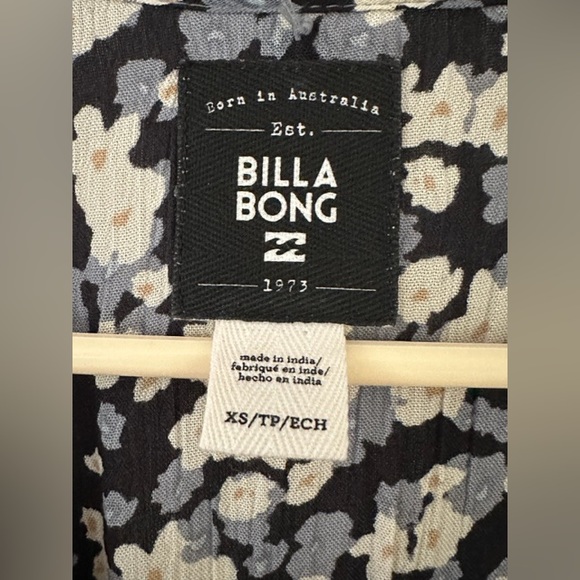 Born in Australia
Est.
BILLA
BONG
1973
made in india/
fabriqué en inde/
hecho en india
XS/TP/ECH